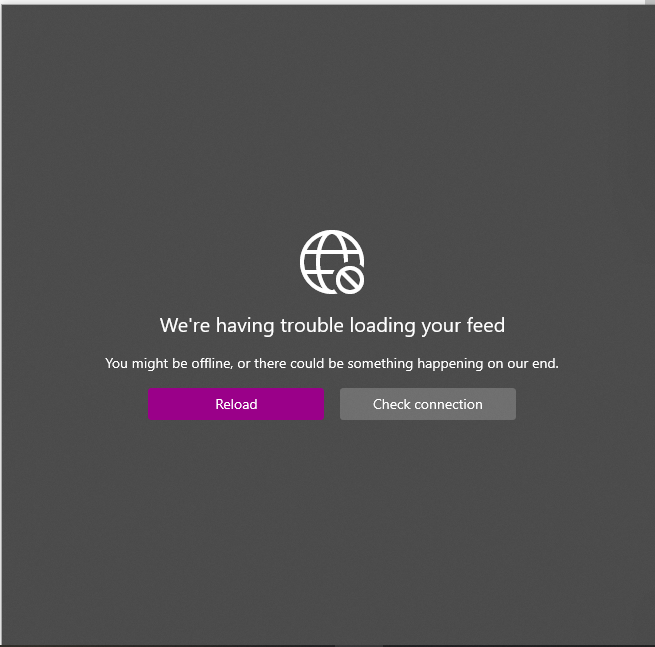 We're having trouble loading your feed
You might be offline, or there could be something happening on our end.
Reload
Check connection